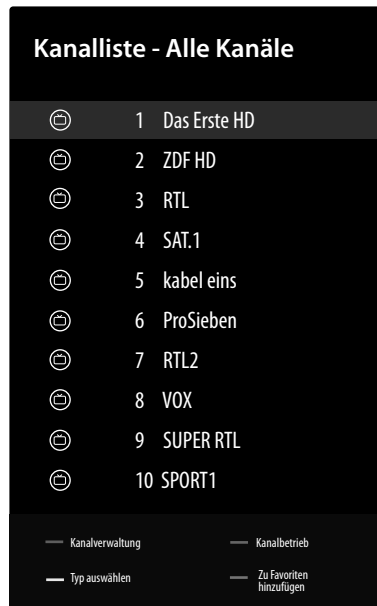 Kanalliste - Alle Kanäle
1 Das Erste HD
2 ZDF HD
3 RTL
4 SAT.1
5 kabel eins
6 ProSieben
7 RTL2
8 VOX
9 SUPER RTL
10 SPORT1
Kanalverwaltung
Kanalbetrieb
Typ auswählen
Zu Favoriten
hinzufügen